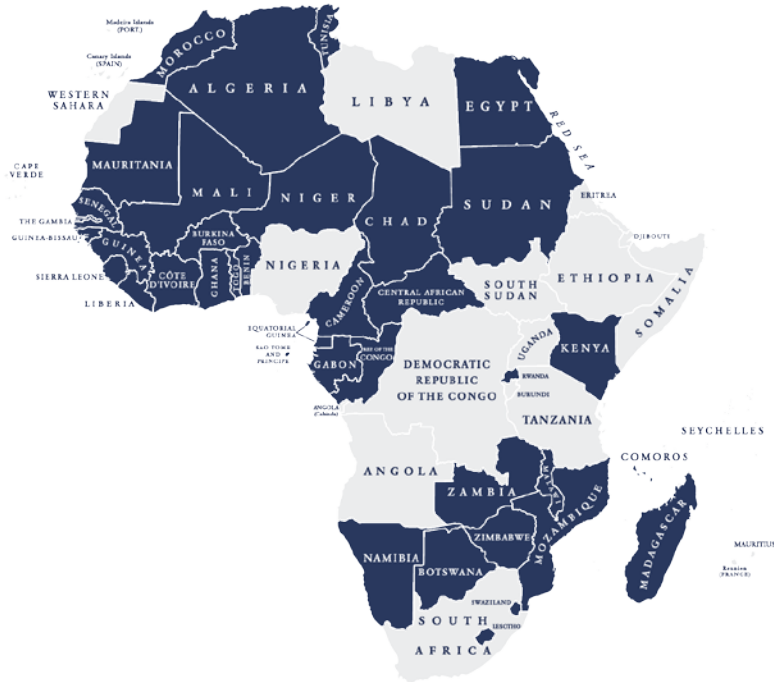 Madeira Islands
(PORT.)
Canary Islands
(SPAIN)
MOROCCO
TUNISIA
ALGERIA
LIBYA
EGYPT
WESTERN
SAHARA
RED SEA
CAPE
VERDE
MAURITANIA
MALI
NIGER
CHAD
SUDAN
ERITREA
SENEGAL
THE GAMBIA
GUINEA-BISSAU
GUINEA
BURKINA
FASO
DJIBOUTI
SIERRA LEONE
LIBERIA
CÔTE
D'IVOIRE
GHANA
TOGO
BENIN
NIGERIA
CAMEROON
CENTRAL AFRICAN
REPUBLIC
SOUTH
SUDAN
ETHIOPIA
SOMALIA
EQUATORIAL
GUINEA
SAO TOME
AND
PRINCIPE
GABON
REP. OF THE
CONGO
DEMOCRATIC
REPUBLIC
OF THE CONGO
UGANDA
KENYA
RWANDA
BURUNDI
TANZANIA
ANGOLA
(Cabinda)
SEYCHELLES
COMOROS
ANGOLA
ZAMBIA
MALAWI
MOZAMBIQUE
ZIMBABWE
MADAGASCAR
MAURITIUS
Reunion
(FRANCE)
NAMIBIA
BOTSWANA
SWAZILAND
LESOTHO
SOUTH
AFRICA